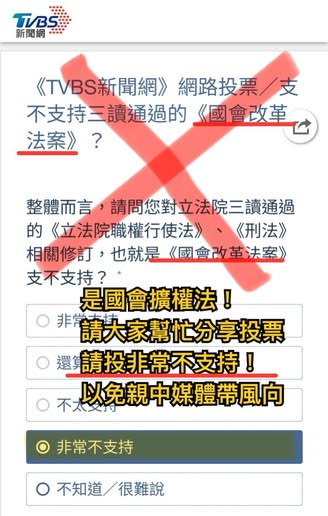 TVBS
新聞網
《TVBS新聞網》網路投票／支
不支持三讀通過的《國會改革
法案》？
整體而言，請問您對立法院三讀通過
的《立法院職權行使法》、《刑法》
相關修訂，也就是《國會改革法案》
支不支持？ *
是國會擴權法！
非常支持
請大家幫忙分享投票
還算
請投非常不支持！
不太支持
以免親中媒體帶風向
非常不支持
不知道／很難說